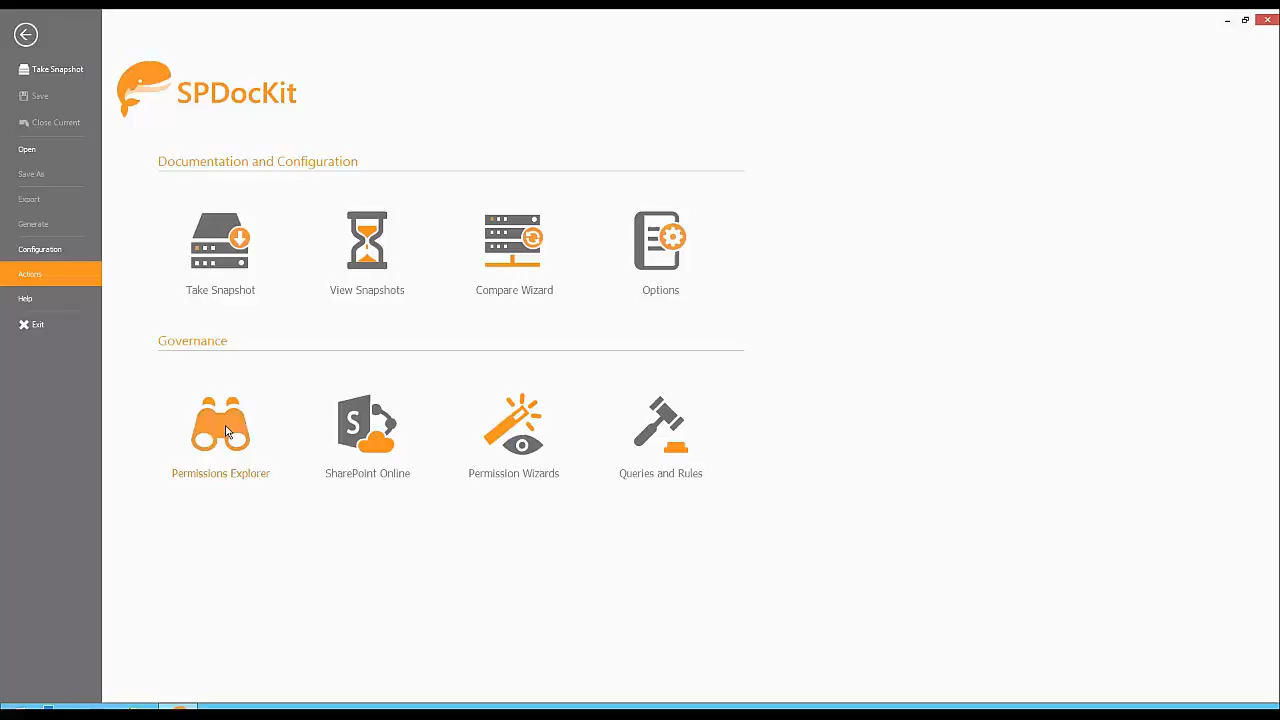 Take Snapshot
Save
Close Current
Open
Save As
Export
Generate
Configuration
Actions
Help
Exit
SPDocKit
Documentation and Configuration
Take Snapshot
View Snapshots
Compare Wizard
Options
Governance
S
Permissions Explorer
SharePoint Online
Permission Wizards
Queries and Rules